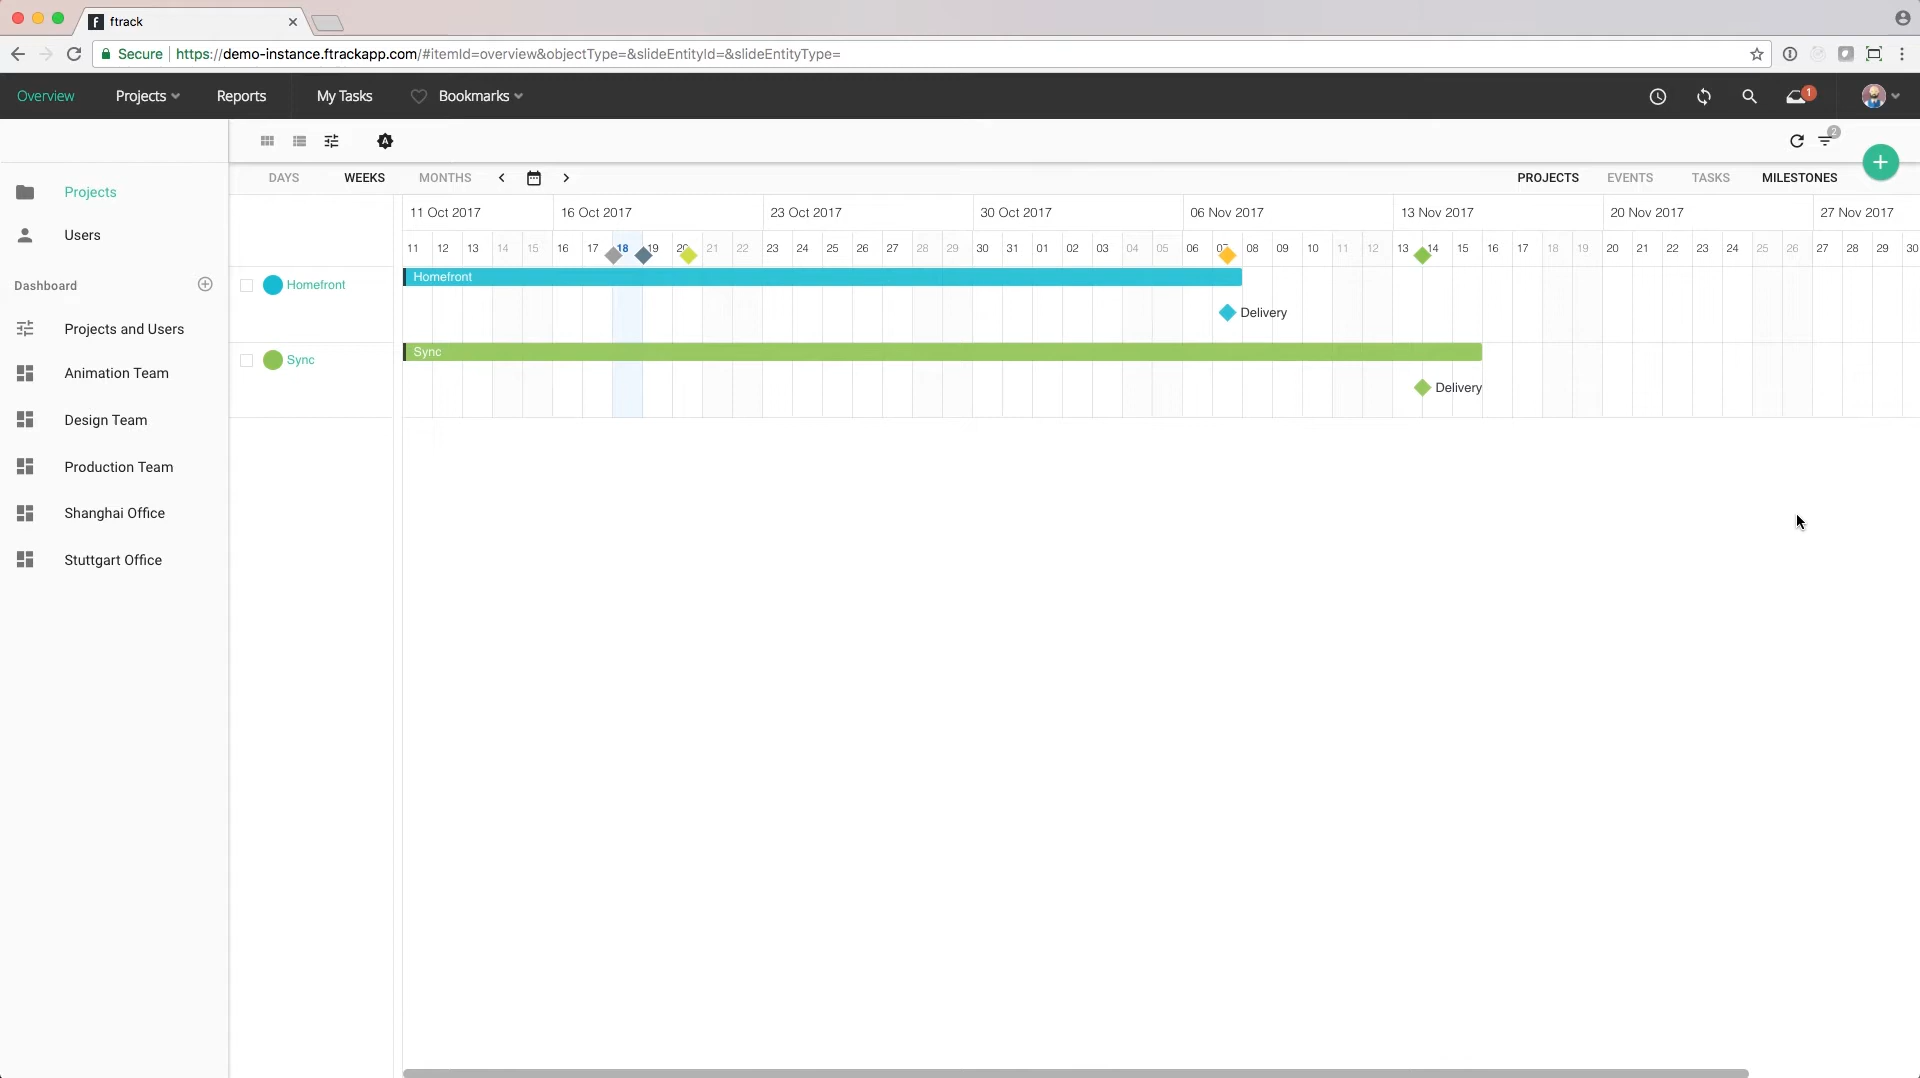 ftrack
Secure https://demo-instance.ftrackapp.com/#itemId=overview&objectType=&slideEntityId=&slideEntityType=
Overview Projects Reports My Tasks Bookmarks 1
2
DAYS WEEKS MONTHS PROJECTS EVENTS TASKS MILESTONES
Projects
Users
Dashboard
Projects and Users
Animation Team
Design Team
Production Team
Shanghai Office
Stuttgart Office
11 Oct 2017 16 Oct 2017 23 Oct 2017 30 Oct 2017 06 Nov 2017 13 Nov 2017 20 Nov 2017 27 Nov 2017
11 12 13 14 15 16 17 18 19 20 21 22 23 24 25 26 27 28 29 30 31 01 02 03 04 05 06 07 08 09 10 11 12 13 14 15 16 17 18 19 20 21 22 23 24 25 26 27 28 29 30
Homefront Homefront
Delivery
Sync Sync
Delivery